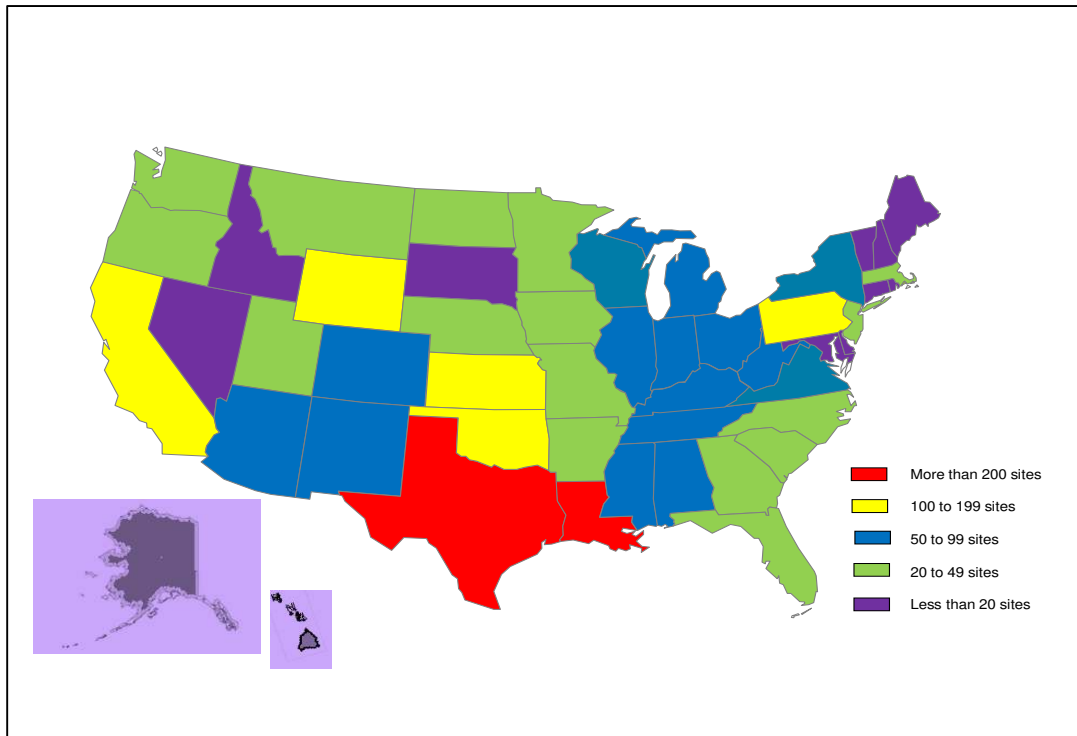 More than 200 sites
100 to 199 sites
50 to 99 sites
20 to 49 sites
Less than 20 sites